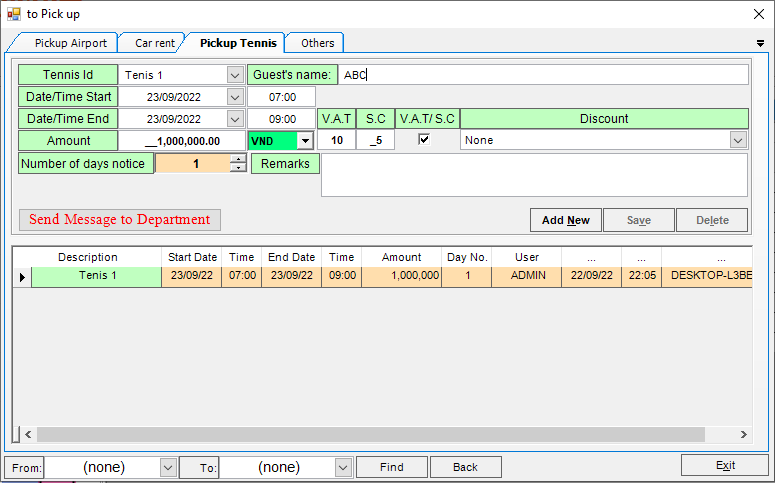 to Pick up
Pickup Airport Car rent Pickup Tennis Others
Tennis Id Tenis 1 Guest's name: ABC
Date/Time Start 23/09/2022 07:00
Date/Time End 23/09/2022 09:00 V.A.T S.C V.A.T/ S.C Discount
Amount __1,000,000.00 VND 10 _5 None
Number of days notice 1 Remarks
Send Message to Department Add New Save Delete
Description Start Date Time End Date Time Amount Day No. User ... ... ...
Tenis 1 23/09/22 07:00 23/09/22 09:00 1,000,000 1 ADMIN 22/09/22 22:05 DESKTOP-L3BE
From: (none) To: (none) Find Back Exit